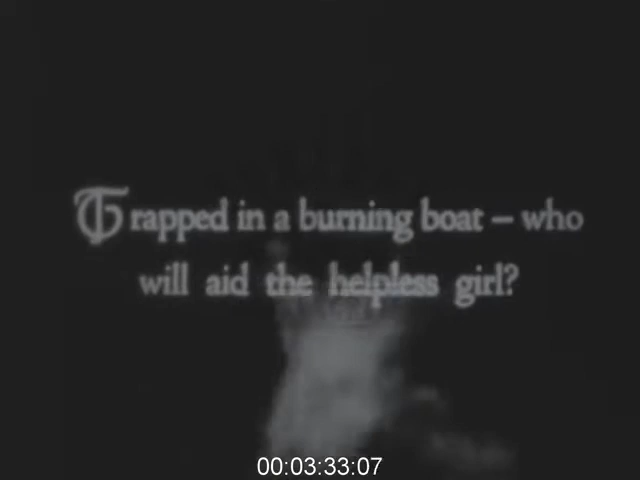 Trapped in a burning boat – who
will aid the helpless girl?
00:03:33:07